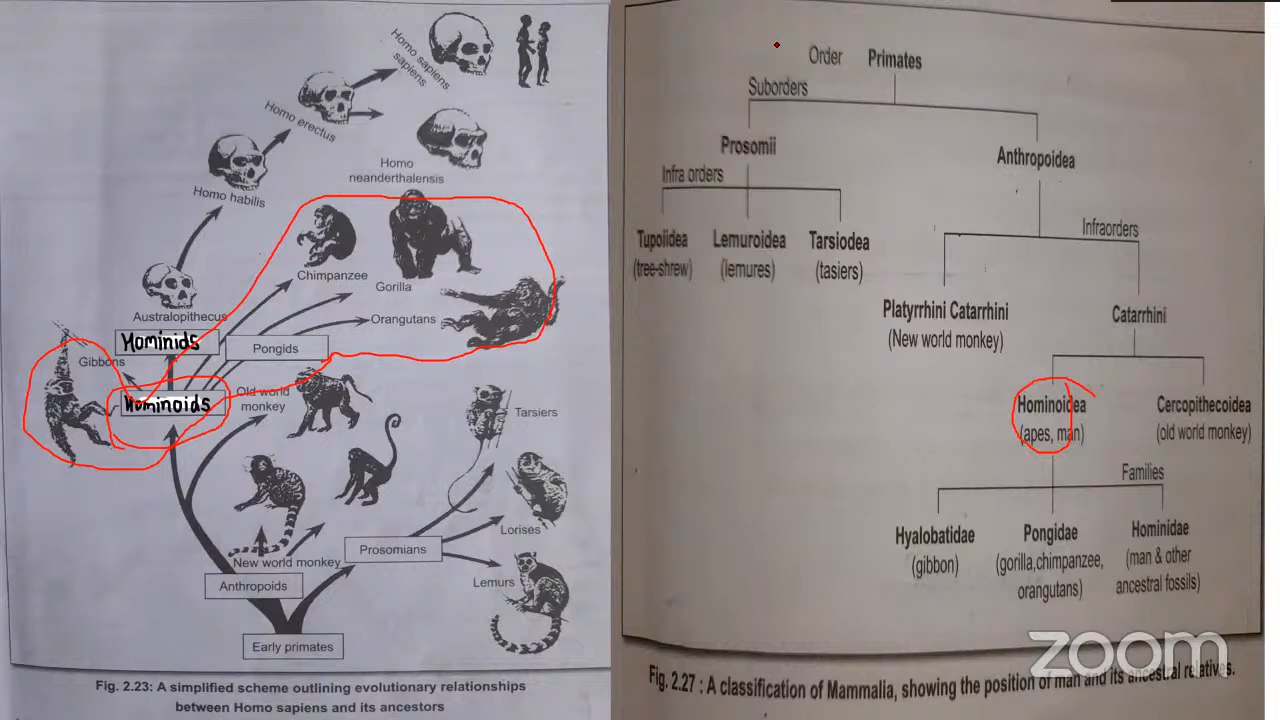 Homo sapiens
sapiens
Homo erectus
Homo
neanderthalensis
Homo habilis
Chimpanzee
Gorilla
Australopithecus
Orangutans
Hominids
Pongids
Gibbons
Hominoids
Old world
monkey
Tarsiers
Lorises
New world monkey
Prosomians
Anthropoids
Lemurs
Early primates
Fig. 2.23: A simplified scheme outlining evolutionary relationships
between Homo sapiens and its ancestors
Order Primates
Suborders
Prosomii
Anthropoidea
Infra orders
Infraorders
Tupoiidea Lemuroidea Tarsiodea
(tree-shrew) (lemures) (tasiers)
Platyrrhini Catarrhini
(New world monkey)
Catarrhini
Hominoidea
(apes, man)
Cercopithecoidea
(old world monkey)
Families
Hyalobatidae
(gibbon)
Pongidae
(gorilla,chimpanzee,
orangutans)
Hominidae
(man & other
ancestral fossils)
zoom
Fig. 2.27 : A classification of Mammalia, showing the position of man and its ancestral relatives.